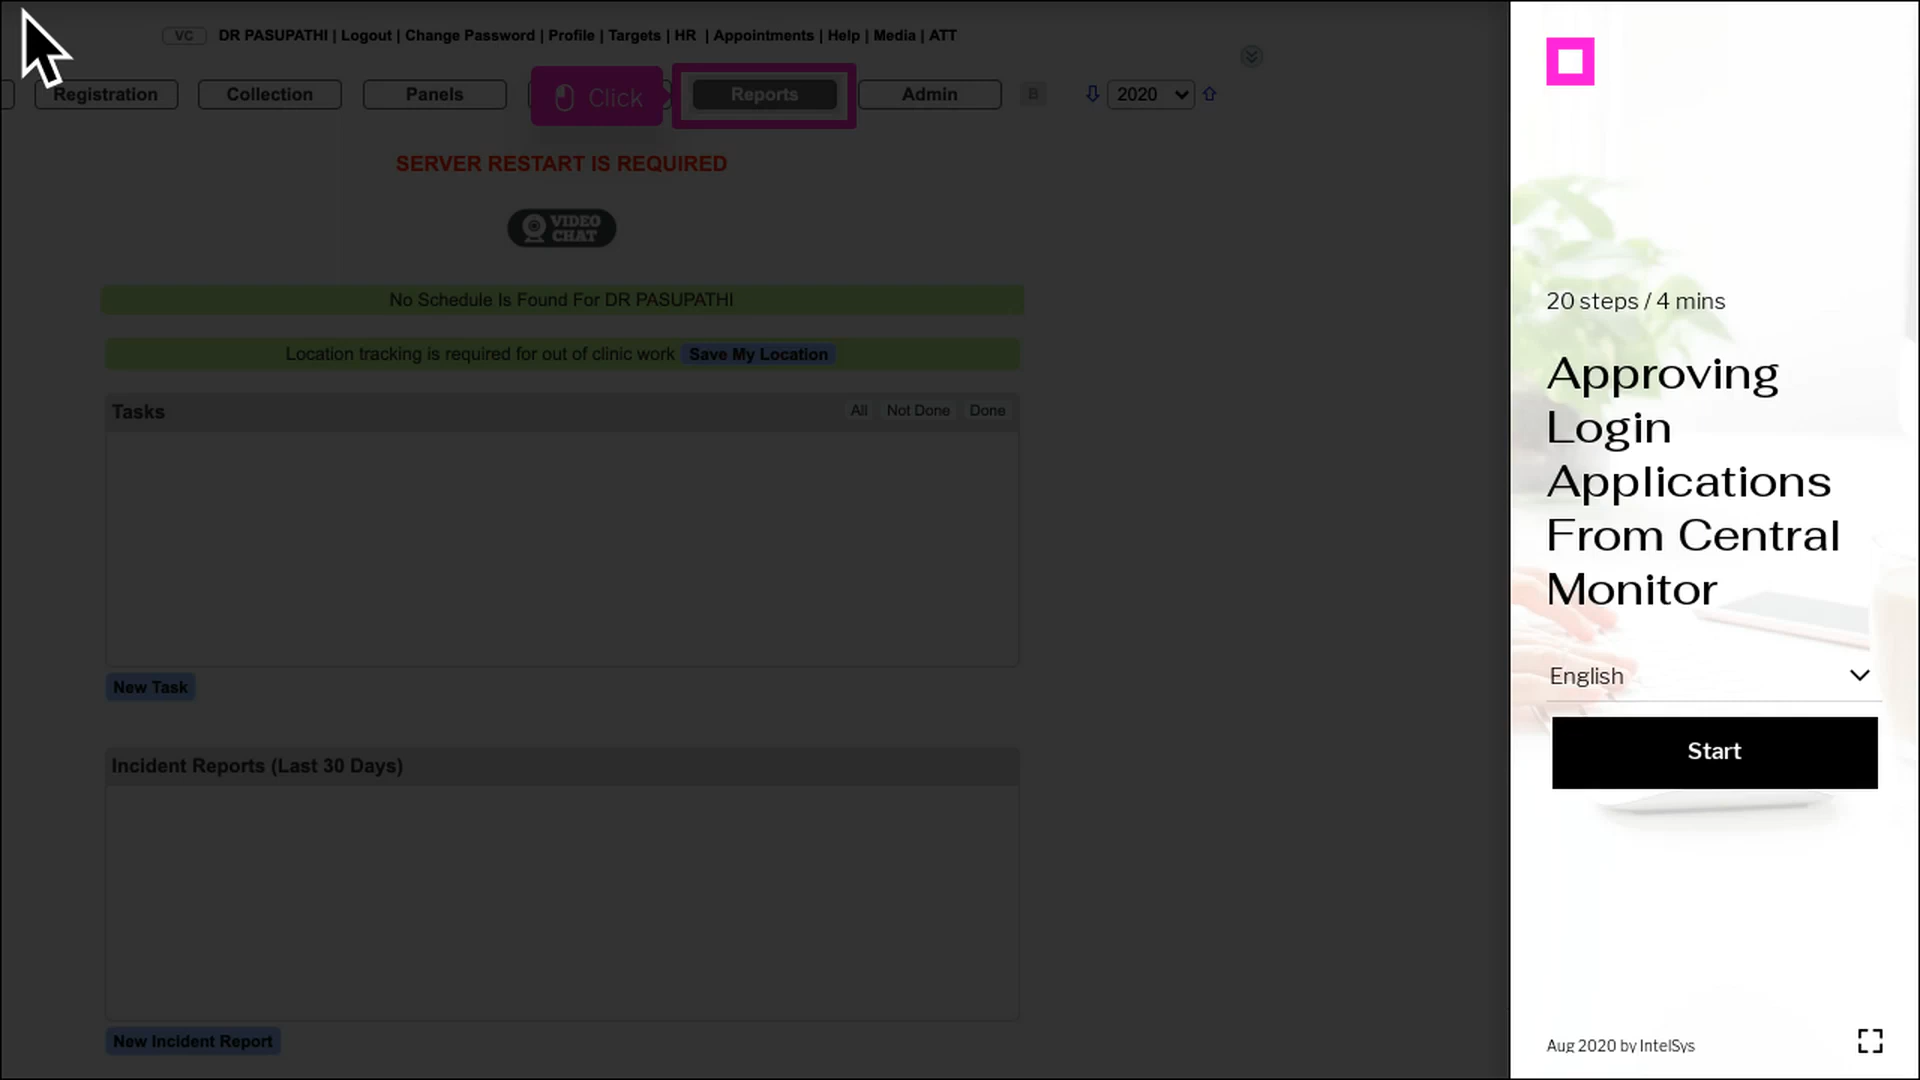 VC DR PASUPATHI | Logout | Change Password | Profile | Targets | HR | Appointments | Help | Media | ATT
Registration Collection Panels Click Reports Admin B 2020
SERVER RESTART IS REQUIRED
VIDEO
CHAT
No Schedule Is Found For DR PASUPATHI
Location tracking is required for out of clinic work Save My Location
Tasks All Not Done Done
New Task
Incident Reports (Last 30 Days)
New Incident Report
20 steps / 4 mins
Approving
Login
Applications
From Central
Monitor
English
Start
Aug 2020 by IntelSys